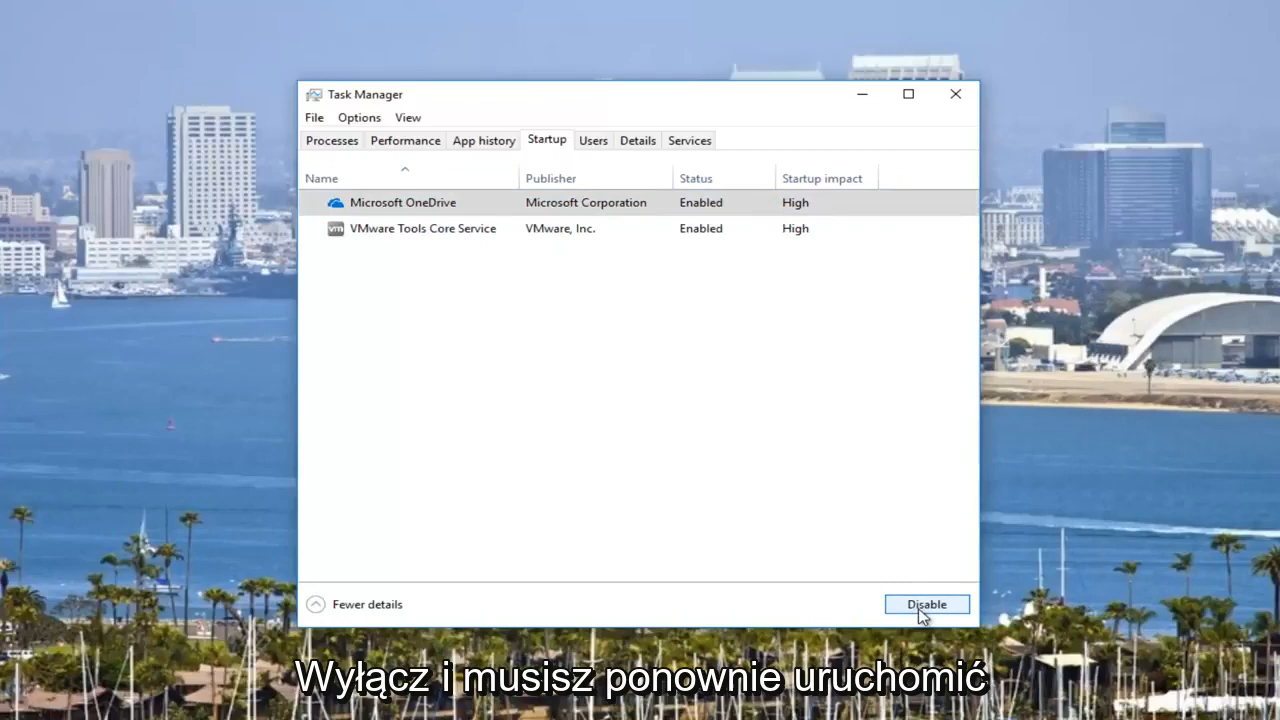 Task Manager
File Options View
Processes Performance App history Startup Users Details Services
Name Publisher Status Startup impact
Microsoft OneDrive Microsoft Corporation Enabled High
vm VMware Tools Core Service VMware, Inc. Enabled High
Fewer details Disable
Wyłącz i musisz ponownie uruchomić